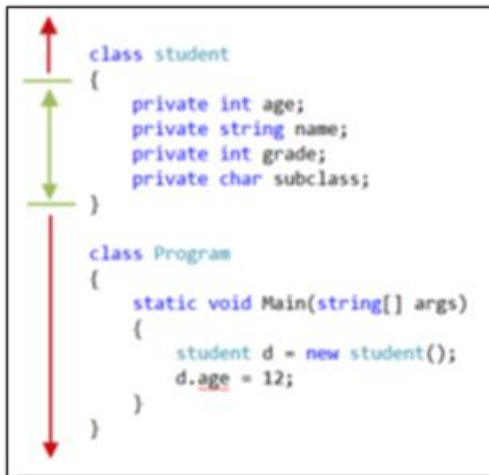 class student
{
private int age;
private string name;
private int grade;
private char subclass;
}
class Program
{
static void Main(string[] args)
{
student d = new student();
d.age = 12;
}
}